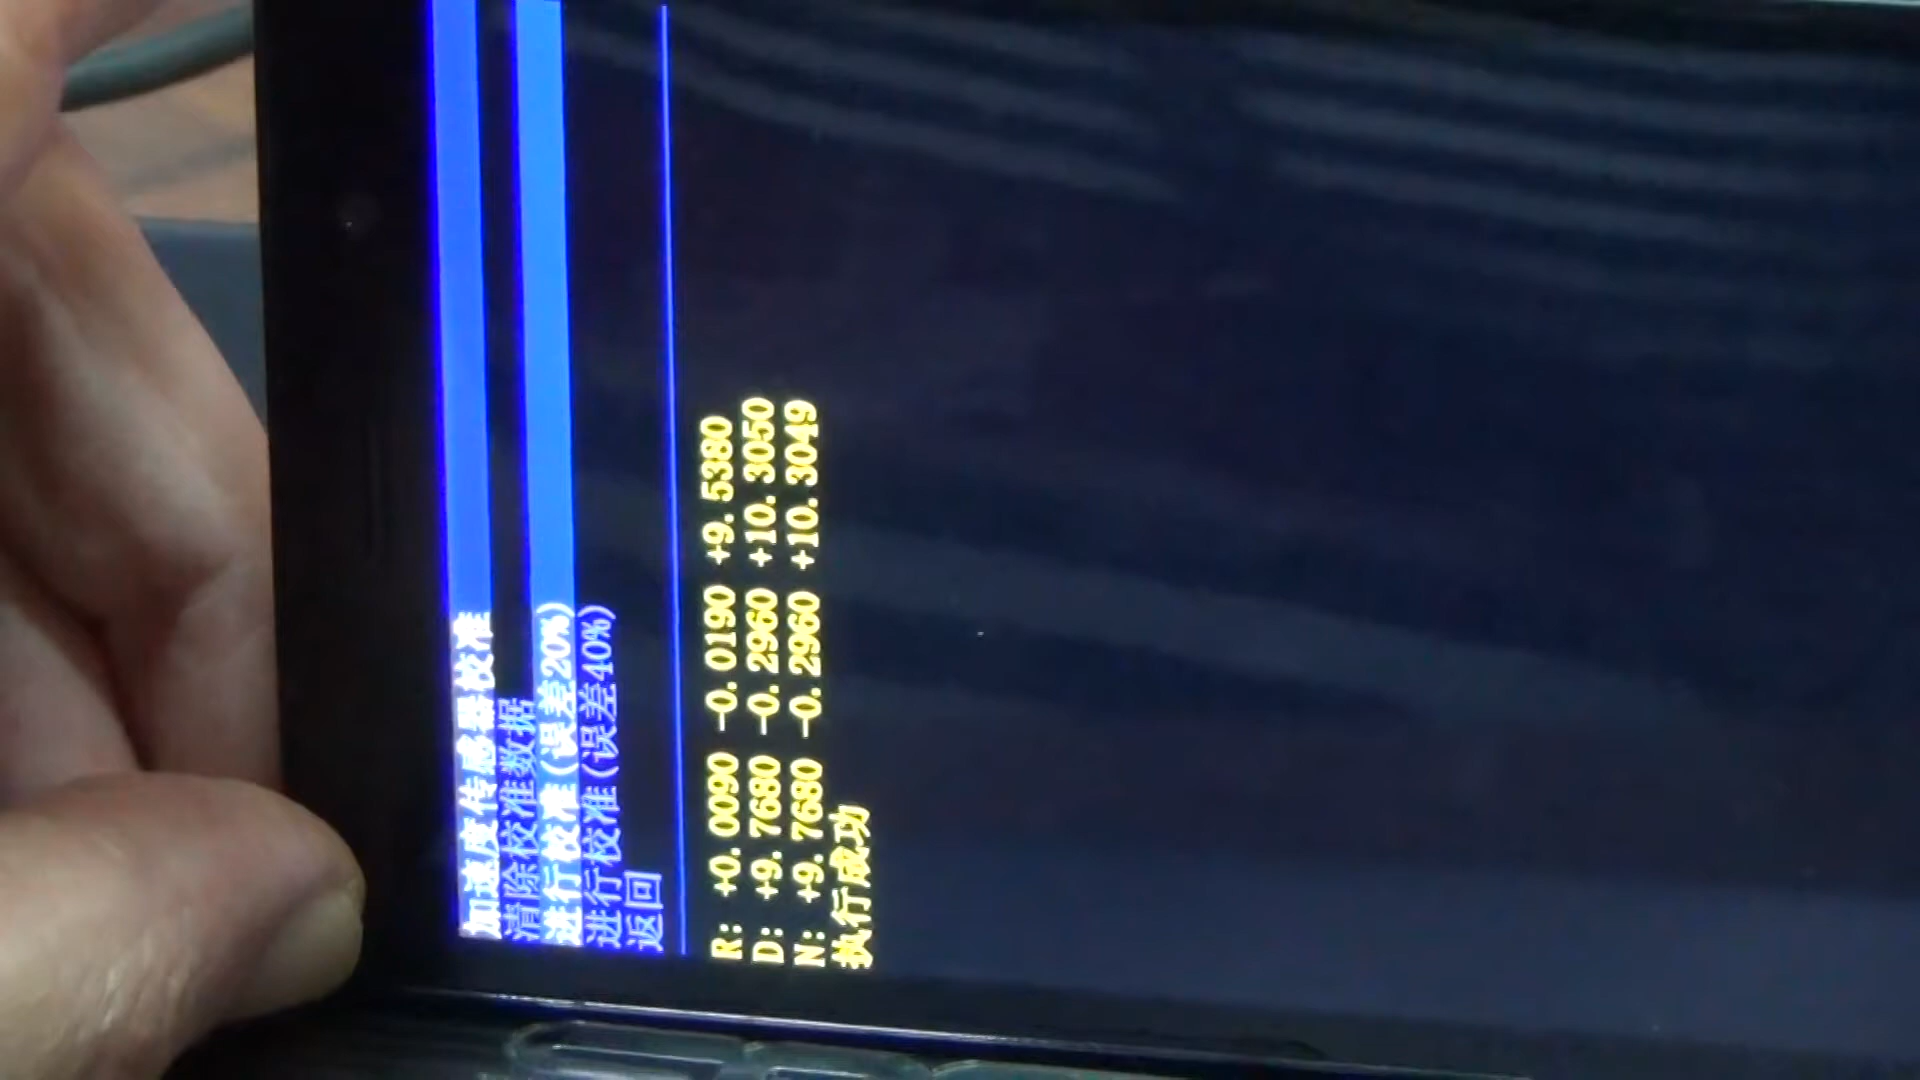 加速度传感器校准
清除校准数据
进行校准(误差20%)
进行校准(误差40%)
返回
R: +0.0090 -0.0190 +9.5380
D: +9.7680 -0.2960 +10.3050
N: +9.7680 -0.2960 +10.3049
执行成功